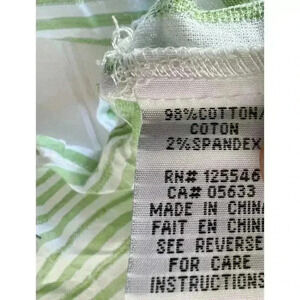 98%COTTON/
COTON
2%SPANDEX
RN# 125546
CA# 05633
MADE IN CHINA
FAIT EN CHINE
SEE REVERSE
FOR CARE
INSTRUCTIONS